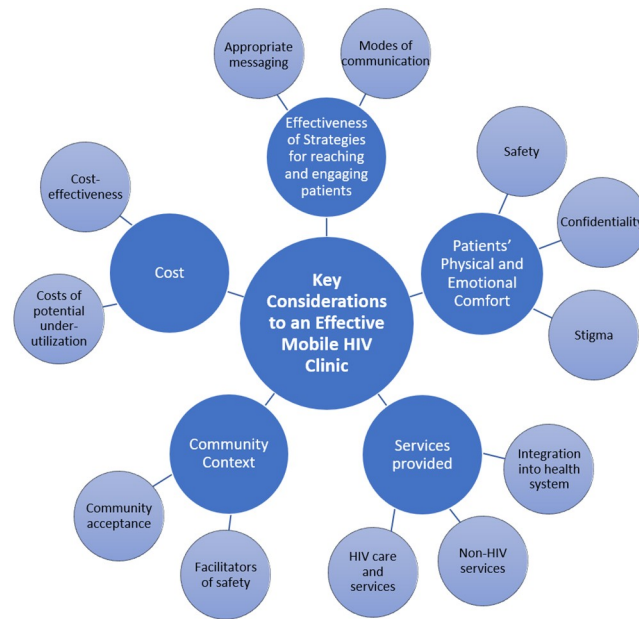 Appropriate
messaging
Modes of
communication
Effectiveness
of Strategies
for reaching
and engaging
patients
Safety
Confidentiality
Stigma
Patients'
Physical and
Emotional
Comfort
Cost-
effectiveness
Cost
Costs of
potential
under-
utilization
Key
Considerations
to an Effective
Mobile HIV
Clinic
Community
Context
Community
acceptance
Facilitators
of safety
Services
provided
Integration
into health
system
Non-HIV
services
HIV care
and
services